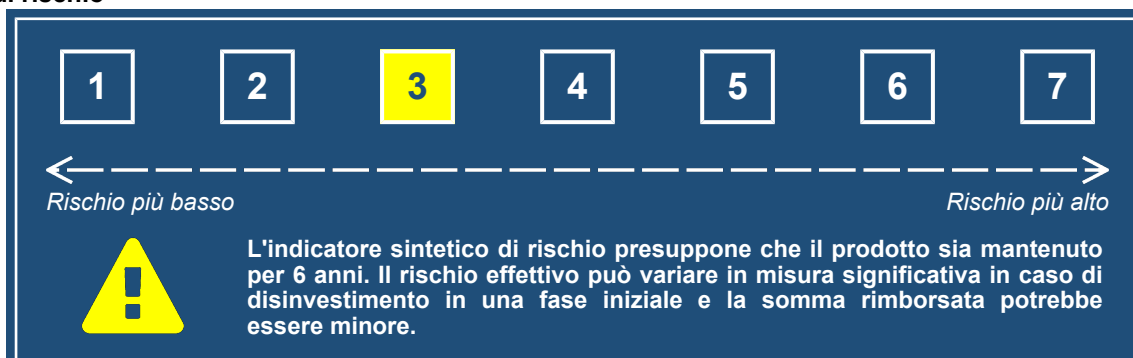 di rischio
1 2 3 4 5 6 7
Rischio più basso Rischio più alto
L'indicatore sintetico di rischio presuppone che il prodotto sia mantenuto
per 6 anni. Il rischio effettivo può variare in misura significativa in caso di
disinvestimento in una fase iniziale e la somma rimborsata potrebbe
essere minore.